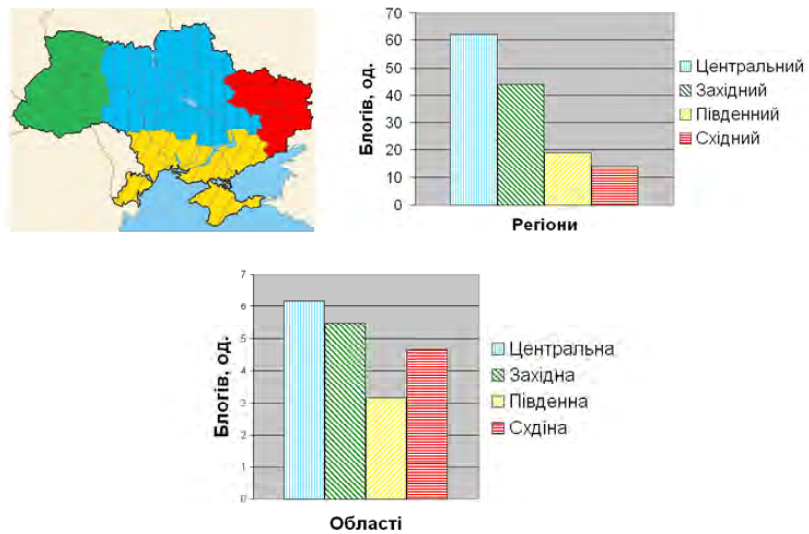 Блогів, од.
70
60
50
40
30
20
10
0
Регіони
Центральний
Західний
Південний
Східний
Блогів, од.
7
6
5
4
3
2
1
0
Області
Центральна
Західна
Південна
Схдіна